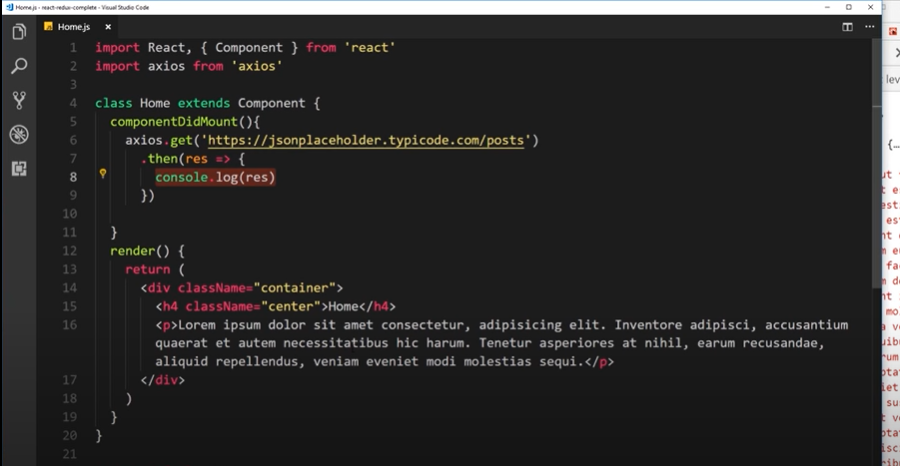 Home.js - react-redux-complete - Visual Studio Code
Home.js
1 import React, { Component } from 'react'
2 import axios from 'axios'
3
4 class Home extends Component {
5 componentDidMount(){
6 axios.get('https://jsonplaceholder.typicode.com/posts')
7 .then(res => {
8 console.log(res)
9 })
10
11 }
12 render() {
13 return (
14 <div className="container">
15 <h4 className="center">Home</h4>
16 <p>Lorem ipsum dolor sit amet consectetur, adipisicing elit. Inventore adipisci, accusantium
quaerat et autem necessitatibus hic harum. Tenetur asperiores at nihil, earum recusandae,
aliquid repellendus, veniam eveniet modi molestias sequi.</p>
17 </div>
18 )
19 }
20 }
21